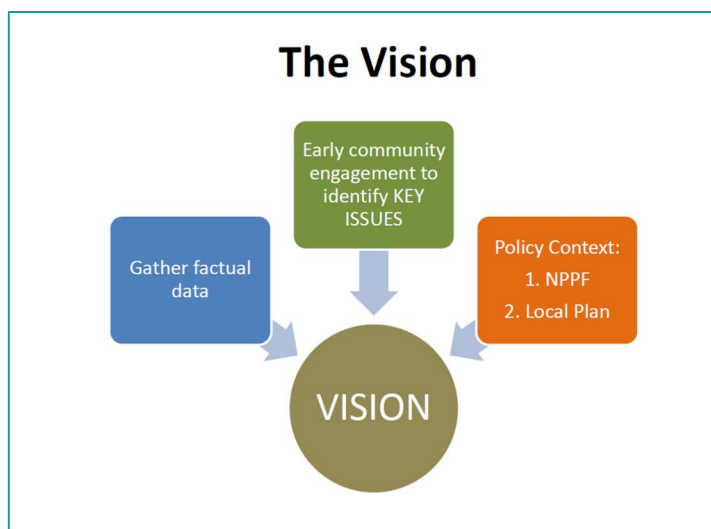 The Vision
Early community
engagement to
identify KEY
ISSUES
Gather factual
data
Policy Context:
1. NPPF
2. Local Plan
VISION